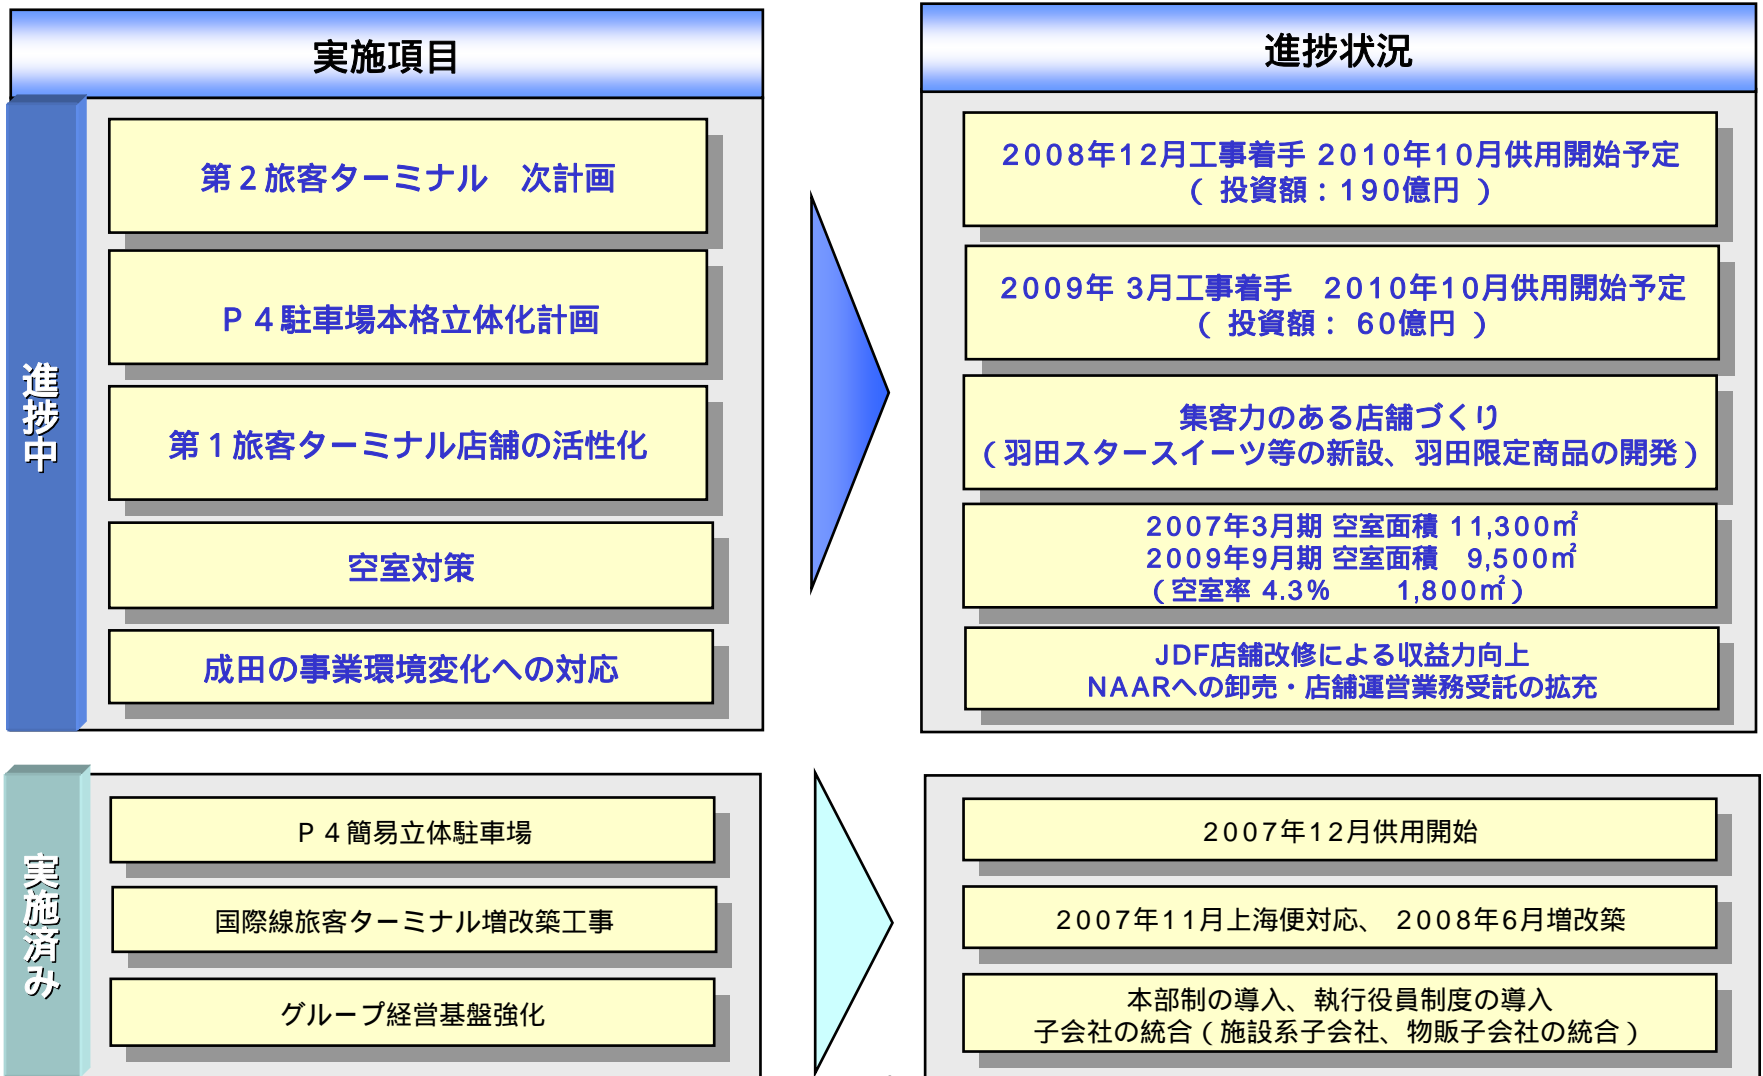 実施項目
進捗状況
進捗中
第2旅客ターミナル　次計画
2008年12月工事着手 2010年10月供用開始予定
（ 投資額：190億円 ）
P4駐車場本格立体化計画
2009年 3月工事着手　2010年10月供用開始予定
（ 投資額： 60億円 ）
第1旅客ターミナル店舗の活性化
集客力のある店舗づくり
（羽田スタースイーツ等の新設、羽田限定商品の開発）
空室対策
2007年3月期 空室面積 11,300㎡
2009年9月期 空室面積　9,500㎡
（空室率 4.3%　　1,800㎡）
成田の事業環境変化への対応
JDF店舗改修による収益力向上
NAARへの卸売・店舗運営業務受託の拡充
実施済み
P4簡易立体駐車場
2007年12月供用開始
国際線旅客ターミナル増改築工事
2007年11月上海便対応、 2008年6月増改築
グループ経営基盤強化
本部制の導入、執行役員制度の導入
子会社の統合（施設系子会社、物販子会社の統合）